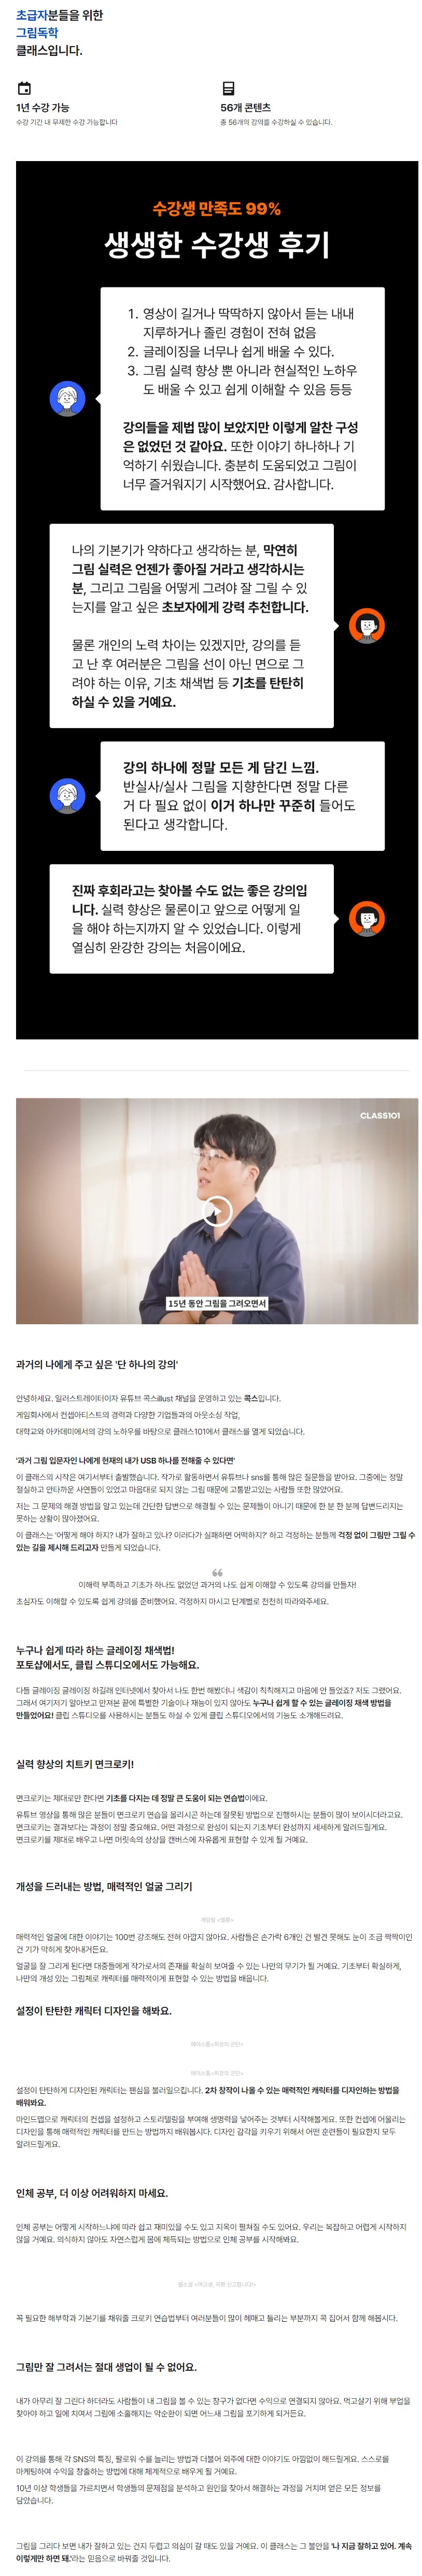 초급자분들을 위한
그림독학
클래스입니다.
1년 수강 가능
수강 기간 내 무제한 수강 가능합니다
56개 콘텐츠
총 56개의 강의를 수강하실 수 있습니다.
수강생 만족도 99%
생생한 수강생 후기
1. 영상이 길거나 딱딱하지 않아서 듣는 내내
지루하거나 졸린 경험이 전혀 없음
2. 글레이징을 너무나 쉽게 배울 수 있다.
3. 그림 실력 향상 뿐 아니라 현실적인 노하우
도 배울 수 있고 쉽게 이해할 수 있음 등등
강의들을 제법 많이 보았지만 이렇게 알찬 구성
은 없었던 것 같아요. 또한 이야기 하나하나 기
억하기 쉬웠습니다. 충분히 도움되었고 그림이
너무 즐거워지기 시작했어요. 감사합니다.
나의 기본기가 약하다고 생각하는 분, 막연히
그림 실력은 언젠가 좋아질 거라고 생각하시는
분, 그리고 그림을 어떻게 그려야 잘 그릴 수 있
는지를 알고 싶은 초보자에게 강력 추천합니다.
물론 개인의 노력 차이는 있겠지만, 강의를 듣
고 난 후 여러분은 그림을 선이 아닌 면으로 그
려야 하는 이유, 기초 채색법 등 기초를 탄탄히
하실 수 있을 거예요.
강의 하나에 정말 모든 게 담긴 느낌.
반실사/실사 그림을 지향한다면 정말 다른
거 다 필요 없이 이거 하나만 꾸준히 들어도
된다고 생각합니다.
진짜 후회라고는 찾아볼 수도 없는 좋은 강의입
니다. 실력 향상은 물론이고 앞으로 어떻게 일
을 해야 하는지까지 알 수 있었습니다. 이렇게
열심히 완강한 강의는 처음이에요.
CLASS101
15년 동안 그림을 그려오면서
과거의 나에게 주고 싶은 '단 하나의 강의'
안녕하세요. 일러스트레이터이자 유튜브 콕스illust 채널을 운영하고 있는 콕스입니다.
게임회사에서 컨셉아티스트의 경력과 다양한 기업들과의 아웃소싱 작업,
대학교와 아카데미에서의 강의 노하우를 바탕으로 클래스101에서 클래스를 열게 되었습니다.
'과거 그림 입문자인 나에게 현재의 내가 USB 하나를 전해줄 수 있다면'
이 클래스의 시작은 여기서부터 출발했습니다. 작가로 활동하면서 유튜브나 sns를 통해 많은 질문들을 받아요. 그중에는 정말
절실하고 안타까운 사연들이 있었고 마음대로 되지 않는 그림 때문에 고통받고있는 사람들 또한 많았어요.
저는 그 문제의 해결 방법을 알고 있는데 간단한 답변으로 해결될 수 있는 문제들이 아니기 때문에 한 분 한 분께 답변드리지는
못하는 상황이 많아졌어요.
이 클래스는 '어떻게 해야 하지? 내가 잘하고 있나? 이러다가 실패하면 어떡하지?' 하고 걱정하는 분들께 걱정 없이 그림만 그릴 수
있는 길을 제시해 드리고자 만들게 되었습니다.
“
이해력 부족하고 기초가 하나도 없었던 과거의 나도 쉽게 이해할 수 있도록 강의를 만들자!
초심자도 이해할 수 있도록 쉽게 강의를 준비했어요. 걱정하지 마시고 단계별로 천천히 따라와주세요.
누구나 쉽게 따라 하는 글레이징 채색법!
포토샵에서도, 클립 스튜디오에서도 가능해요.
다들 글레이징 글레이징 하길래 인터넷에서 찾아서 나도 한번 해봤더니 색감이 칙칙해지고 마음에 안 들었죠? 저도 그랬어요.
그래서 여기저기 알아보고 만져본 끝에 특별한 기술이나 재능이 있지 않아도 누구나 쉽게 할 수 있는 글레이징 채색 방법을
만들었어요! 클립 스튜디오를 사용하시는 분들도 하실 수 있게 클립 스튜디오에서의 기능도 소개해드려요.
실력 향상의 치트키 면크로키!
면크로키는 제대로만 한다면 기초를 다지는 데 정말 큰 도움이 되는 연습법이에요.
유튜브 영상을 통해 많은 분들이 면크로키 연습을 올리시곤 하는데 잘못된 방법으로 진행하시는 분들이 많이 보이시더라고요.
면크로키는 결과보다는 과정이 정말 중요해요. 어떤 과정으로 완성이 되는지 기초부터 완성까지 세세하게 알려드릴게요.
면크로키를 제대로 배우고 나면 머릿속의 상상을 캔버스에 자유롭게 표현할 수 있게 될 거예요.
개성을 드러내는 방법, 매력적인 얼굴 그리기
매력적인 얼굴에 대한 이야기는 100번 강조해도 전혀 아깝지 않아요. 사람들은 손가락 6개인 건 발견 못해도 눈이 조금 짝짝이인
건 기가 막히게 찾아내거든요.
얼굴을 잘 그리게 된다면 대중들에게 작가로서의 존재를 확실히 보여줄 수 있는 나만의 무기가 될 거예요. 기초부터 확실하게,
나만의 개성 있는 그림체로 캐릭터를 매력적이게 표현할 수 있는 방법을 배웁니다.
설정이 탄탄한 캐릭터 디자인을 해봐요.
설정이 탄탄하게 디자인된 캐릭터는 팬심을 불러일으킵니다. 2차 창작이 나올 수 있는 매력적인 캐릭터를 디자인하는 방법을
배워봐요.
마인드맵으로 캐릭터의 컨셉을 설정하고 스토리텔링을 부여해 생명력을 넣어주는 것부터 시작해볼게요. 또한 컨셉에 어울리는
디자인을 통해 매력적인 캐릭터를 만드는 방법까지 배워봅시다. 디자인 감각을 키우기 위해서 어떤 훈련들이 필요한지 모두
알려드릴게요.
인체 공부, 더 이상 어려워하지 마세요.
인체 공부는 어떻게 시작하느냐에 따라 쉽고 재미있을 수도 있고 지옥이 펼쳐질 수도 있어요. 우리는 복잡하고 어렵게 시작하지
않을 거예요. 의식하지 않아도 자연스럽게 몸에 체득되는 방법으로 인체 공부를 시작해봐요.
꼭 필요한 해부학과 기본기를 채워줄 크로키 연습법부터 여러분들이 많이 헤매고 틀리는 부분까지 콕 집어서 함께 해봅시다.
그림만 잘 그려서는 절대 생업이 될 수 없어요.
내가 아무리 잘 그린다 하더라도 사람들이 내 그림을 볼 수 있는 창구가 없다면 수익으로 연결되지 않아요. 먹고살기 위해 부업을
찾아야 하고 일에 치여서 그림에 소홀해지는 악순환이 되면 어느새 그림을 포기하게 되거든요.
이 강의를 통해 각 SNS의 특징, 팔로워 수를 늘리는 방법과 더불어 외주에 대한 이야기도 아낌없이 해드릴게요. 스스로를
마케팅하여 수익을 창출하는 방법에 대해 체계적으로 배우게 될 거예요.
10년 이상 학생들을 가르치면서 학생들의 문제점을 분석하고 원인을 찾아서 해결하는 과정을 거치며 얻은 모든 정보를
담았습니다.
그림을 그리다 보면 내가 잘하고 있는 건지 두렵고 의심이 갈 때도 있을 거예요. 이 클래스는 그 불안을 '나 지금 잘하고 있어. 계속
이렇게만 하면 돼.'라는 믿음으로 바꿔줄 것입니다.